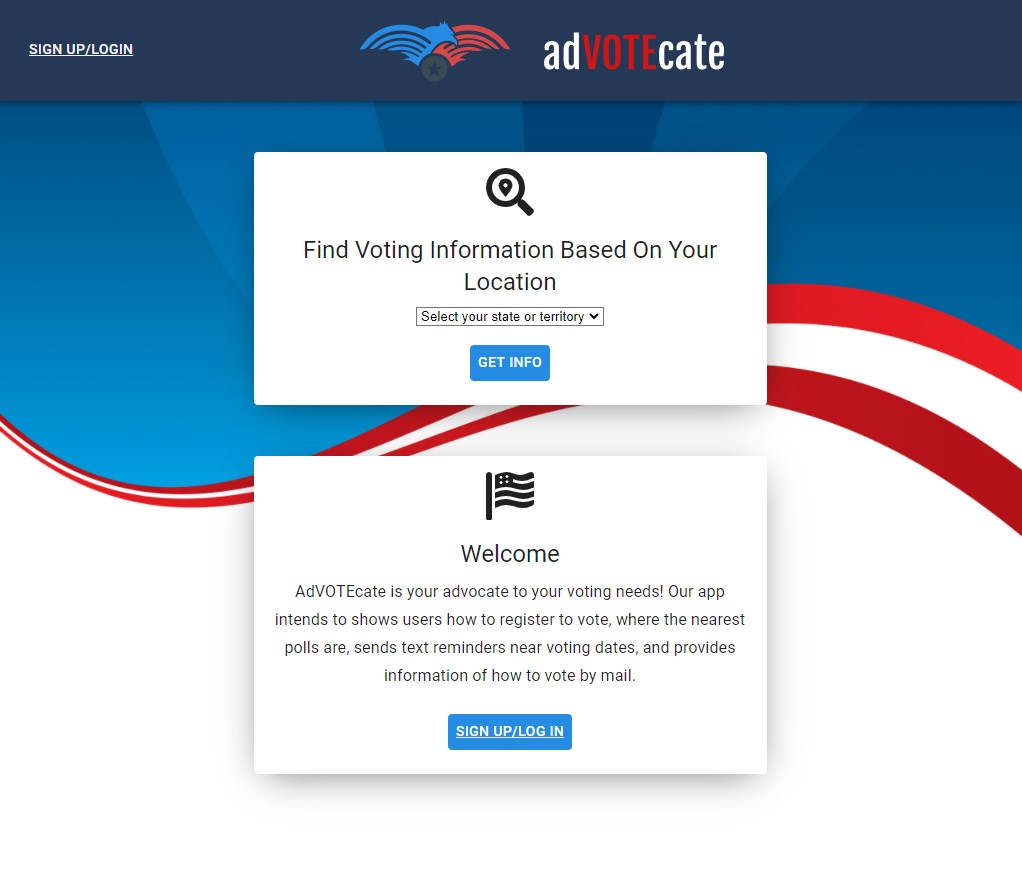 SIGN UP/LOGIN
adVOTEcate
Find Voting Information Based On Your
Location
Select your state or territory
GET INFO
Welcome
AdVOTEcate is your advocate to your voting needs! Our app
intends to shows users how to register to vote, where the nearest
polls are, sends text reminders near voting dates, and provides
information of how to vote by mail.
SIGN UP/LOG IN